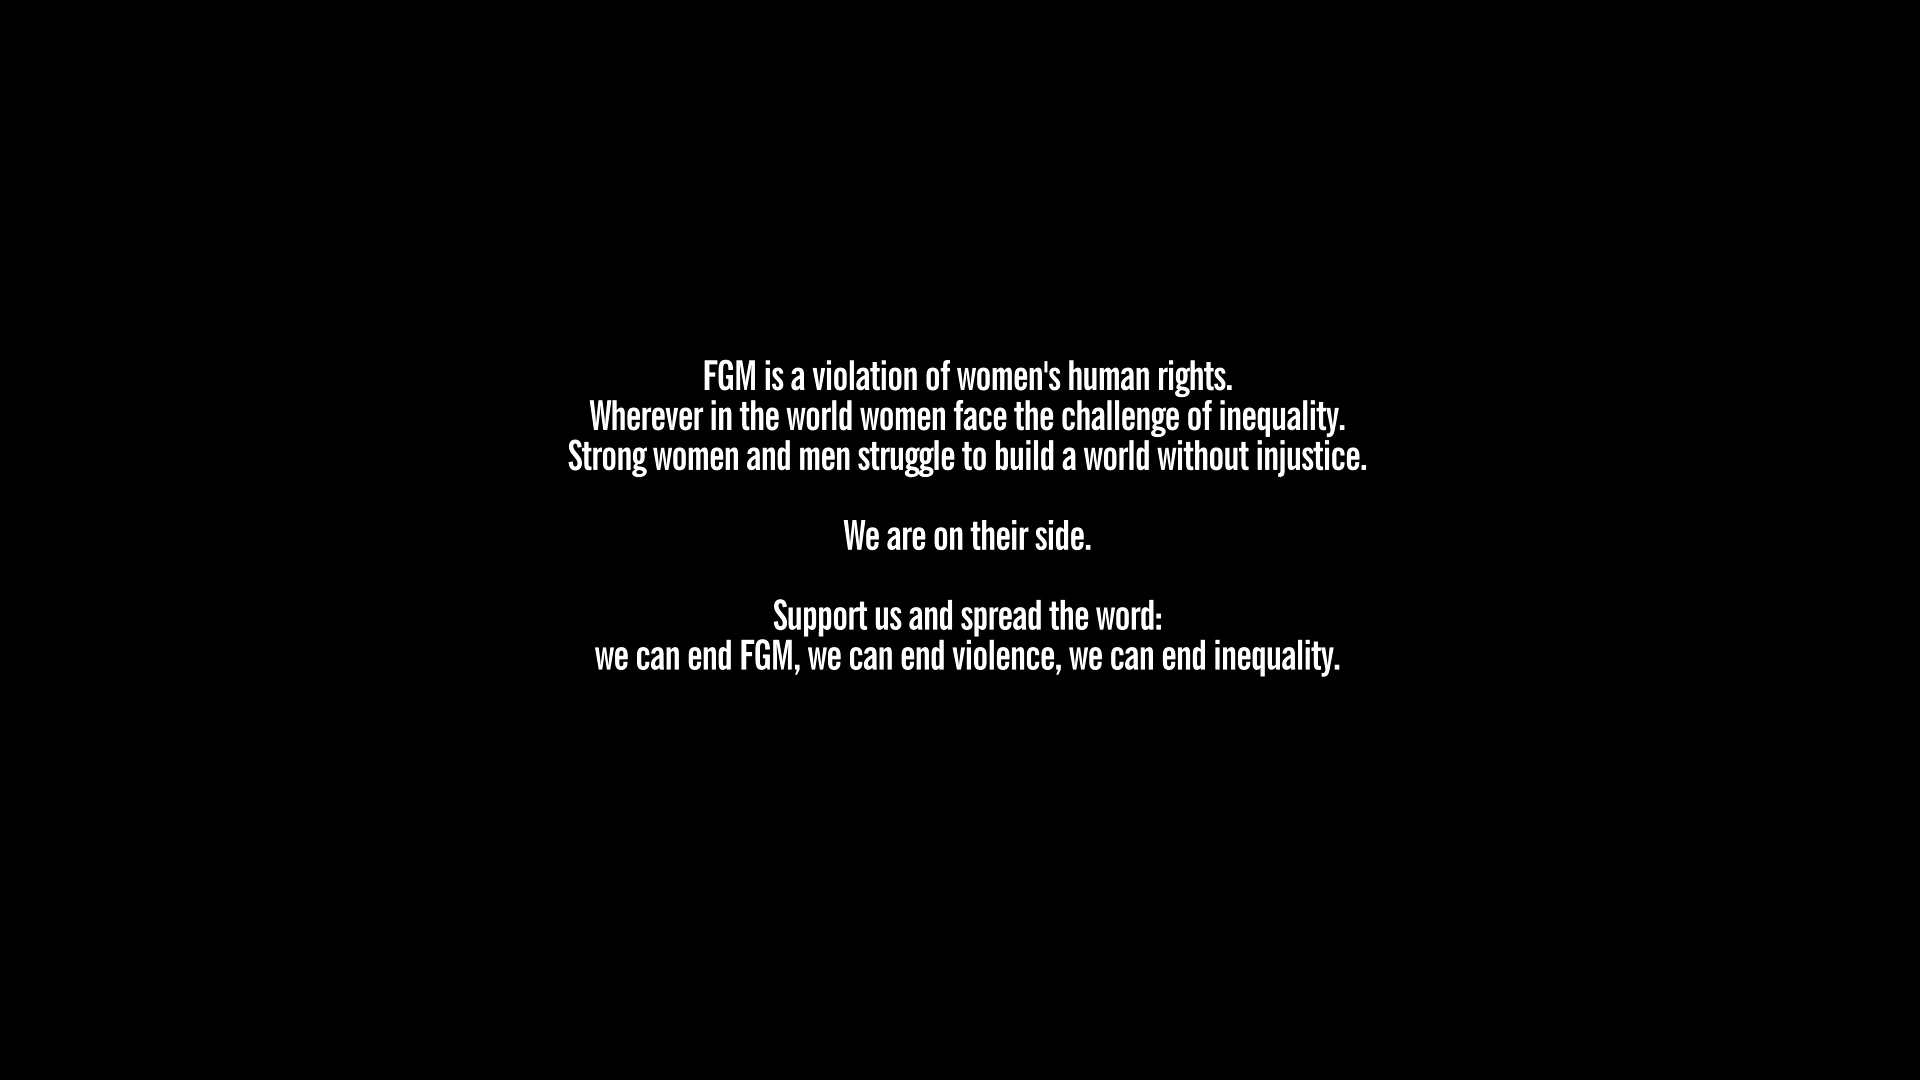 FGM is a violation of women's human rights.
Wherever in the world women face the challenge of inequality.
Strong women and men struggle to build a world without injustice.
We are on their side.
Support us and spread the word:
we can end FGM, we can end violence, we can end inequality.